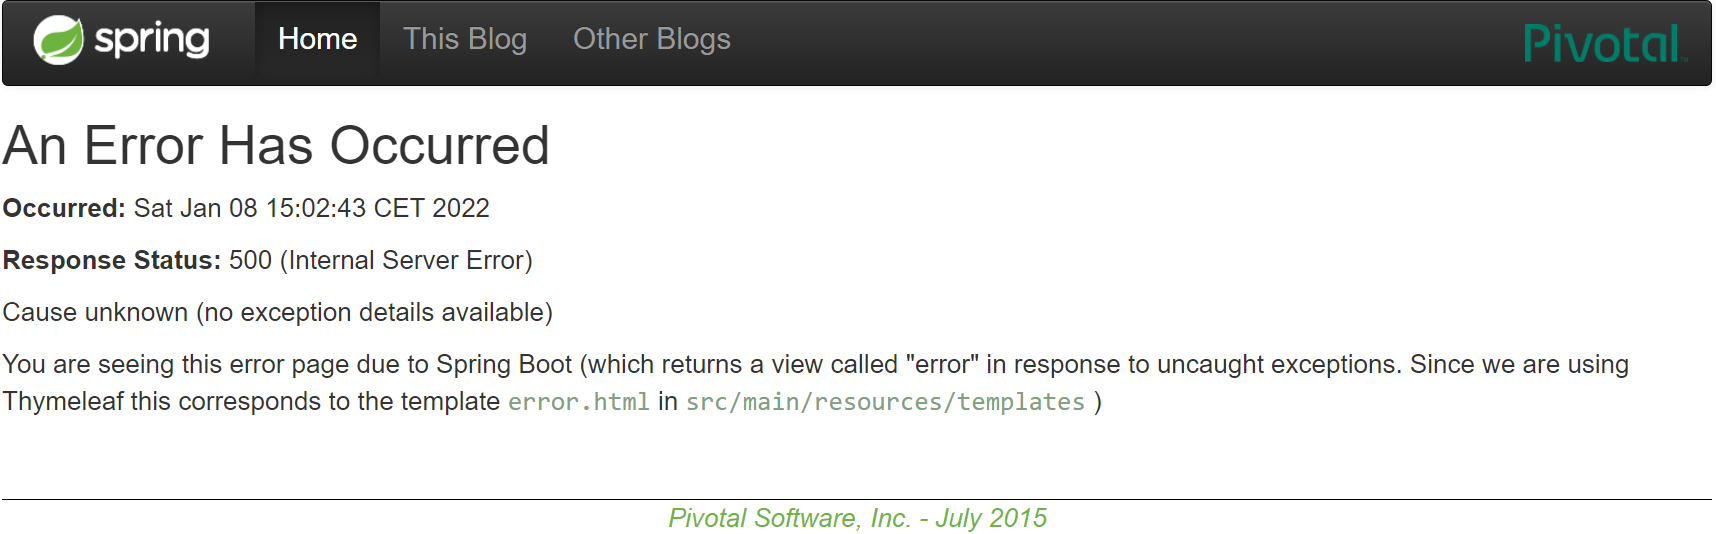 spring Home This Blog Other Blogs Pivotal™
An Error Has Occurred
Occurred: Sat Jan 08 15:02:43 CET 2022
Response Status: 500 (Internal Server Error)
Cause unknown (no exception details available)
You are seeing this error page due to Spring Boot (which returns a view called "error" in response to uncaught exceptions. Since we are using
Thymeleaf this corresponds to the template error.html in src/main/resources/templates )
Pivotal Software, Inc. - July 2015